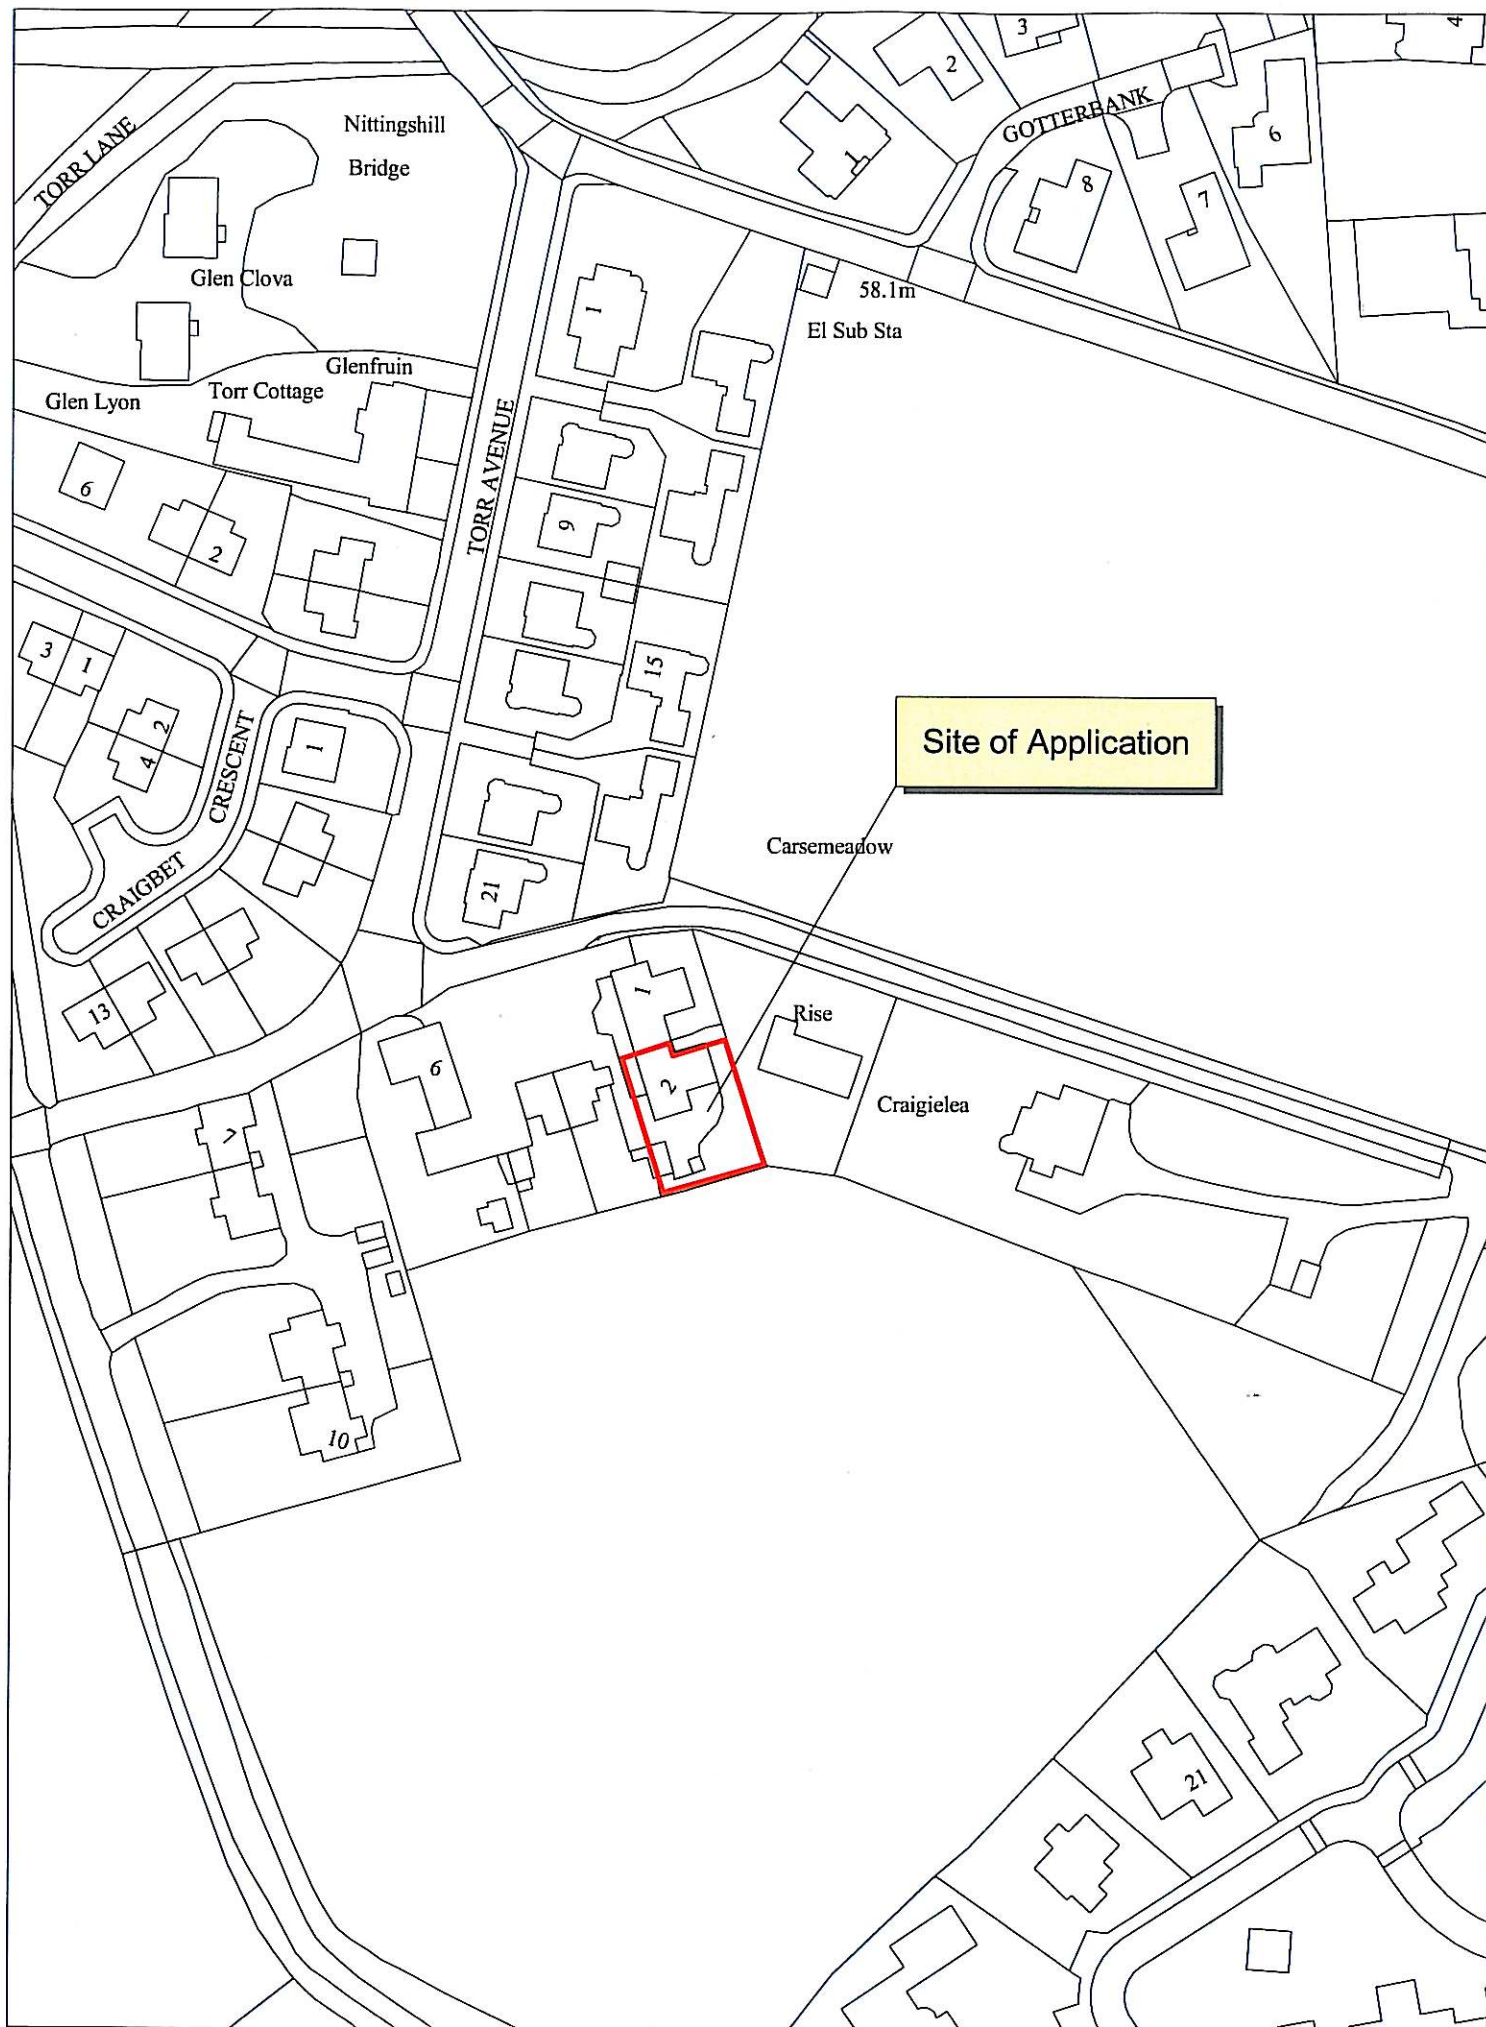 3
4
2
GOTTERBANK
Nittingshill
Bridge
TORR LANE
1
6
8
7
Glen Clova
58.1m
El Sub Sta
1
Glenfruin
Torr Cottage
Glen Lyon
TORR AVENUE
6
9
2
3
1
15
2
4
CRESCENT
1
Site of Application
Carsemeadow
CRAIGBET
21
13
1
Rise
6
2
Craigielea
7
10
21